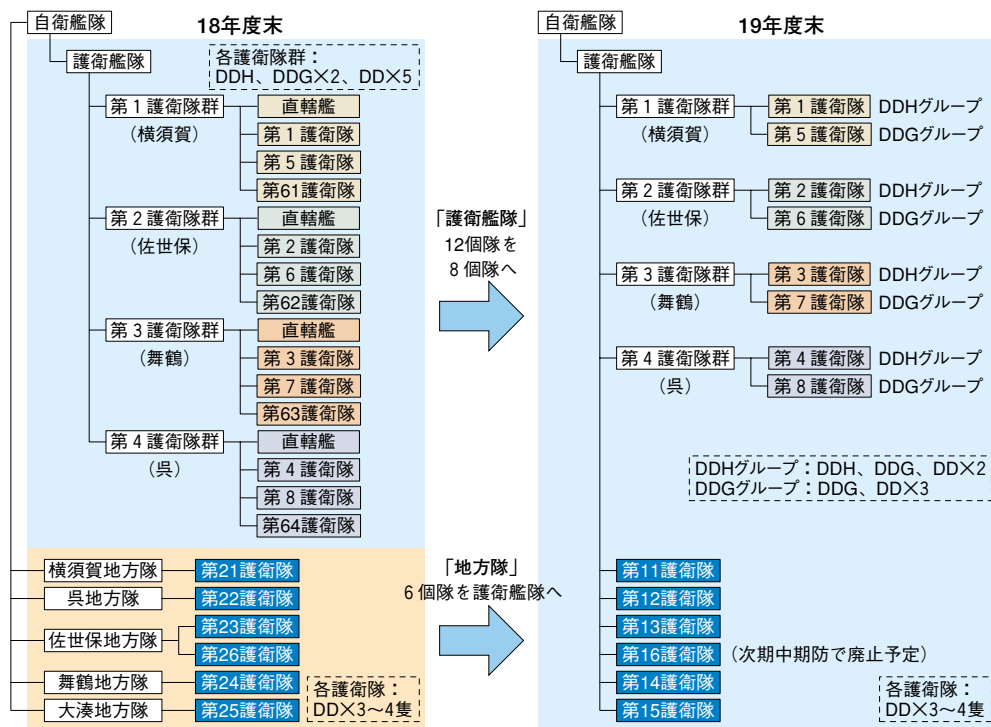 自衛艦隊
18年度末
護衛艦隊
各護衛隊群：
DDH、DDG×2、DD×5
第1護衛隊群
（横須賀）
直轄艦
第1護衛隊
第5護衛隊
第61護衛隊
第2護衛隊群
（佐世保）
直轄艦
第2護衛隊
第6護衛隊
第62護衛隊
第3護衛隊群
（舞鶴）
直轄艦
第3護衛隊
第7護衛隊
第63護衛隊
第4護衛隊群
（呉）
直轄艦
第4護衛隊
第8護衛隊
第64護衛隊
横須賀地方隊
第21護衛隊
呉地方隊
第22護衛隊
佐世保地方隊
第23護衛隊
第26護衛隊
舞鶴地方隊
第24護衛隊
大湊地方隊
第25護衛隊
各護衛隊：
DD×3～4隻
「護衛艦隊」
12個隊を
8個隊へ
「地方隊」
6個隊を護衛艦隊へ
自衛艦隊
19年度末
護衛艦隊
第1護衛隊群
（横須賀）
第1護衛隊 DDHグループ
第5護衛隊 DDGグループ
第2護衛隊群
（佐世保）
第2護衛隊 DDHグループ
第6護衛隊 DDGグループ
第3護衛隊群
（舞鶴）
第3護衛隊 DDHグループ
第7護衛隊 DDGグループ
第4護衛隊群
（呉）
第4護衛隊 DDHグループ
第8護衛隊 DDGグループ
DDHグループ：DDH、DDG、DD×2
DDGグループ：DDG、DD×3
第11護衛隊
第12護衛隊
第13護衛隊
第16護衛隊（次期中期防で廃止予定）
第14護衛隊
第15護衛隊
各護衛隊：
DD×3～4隻